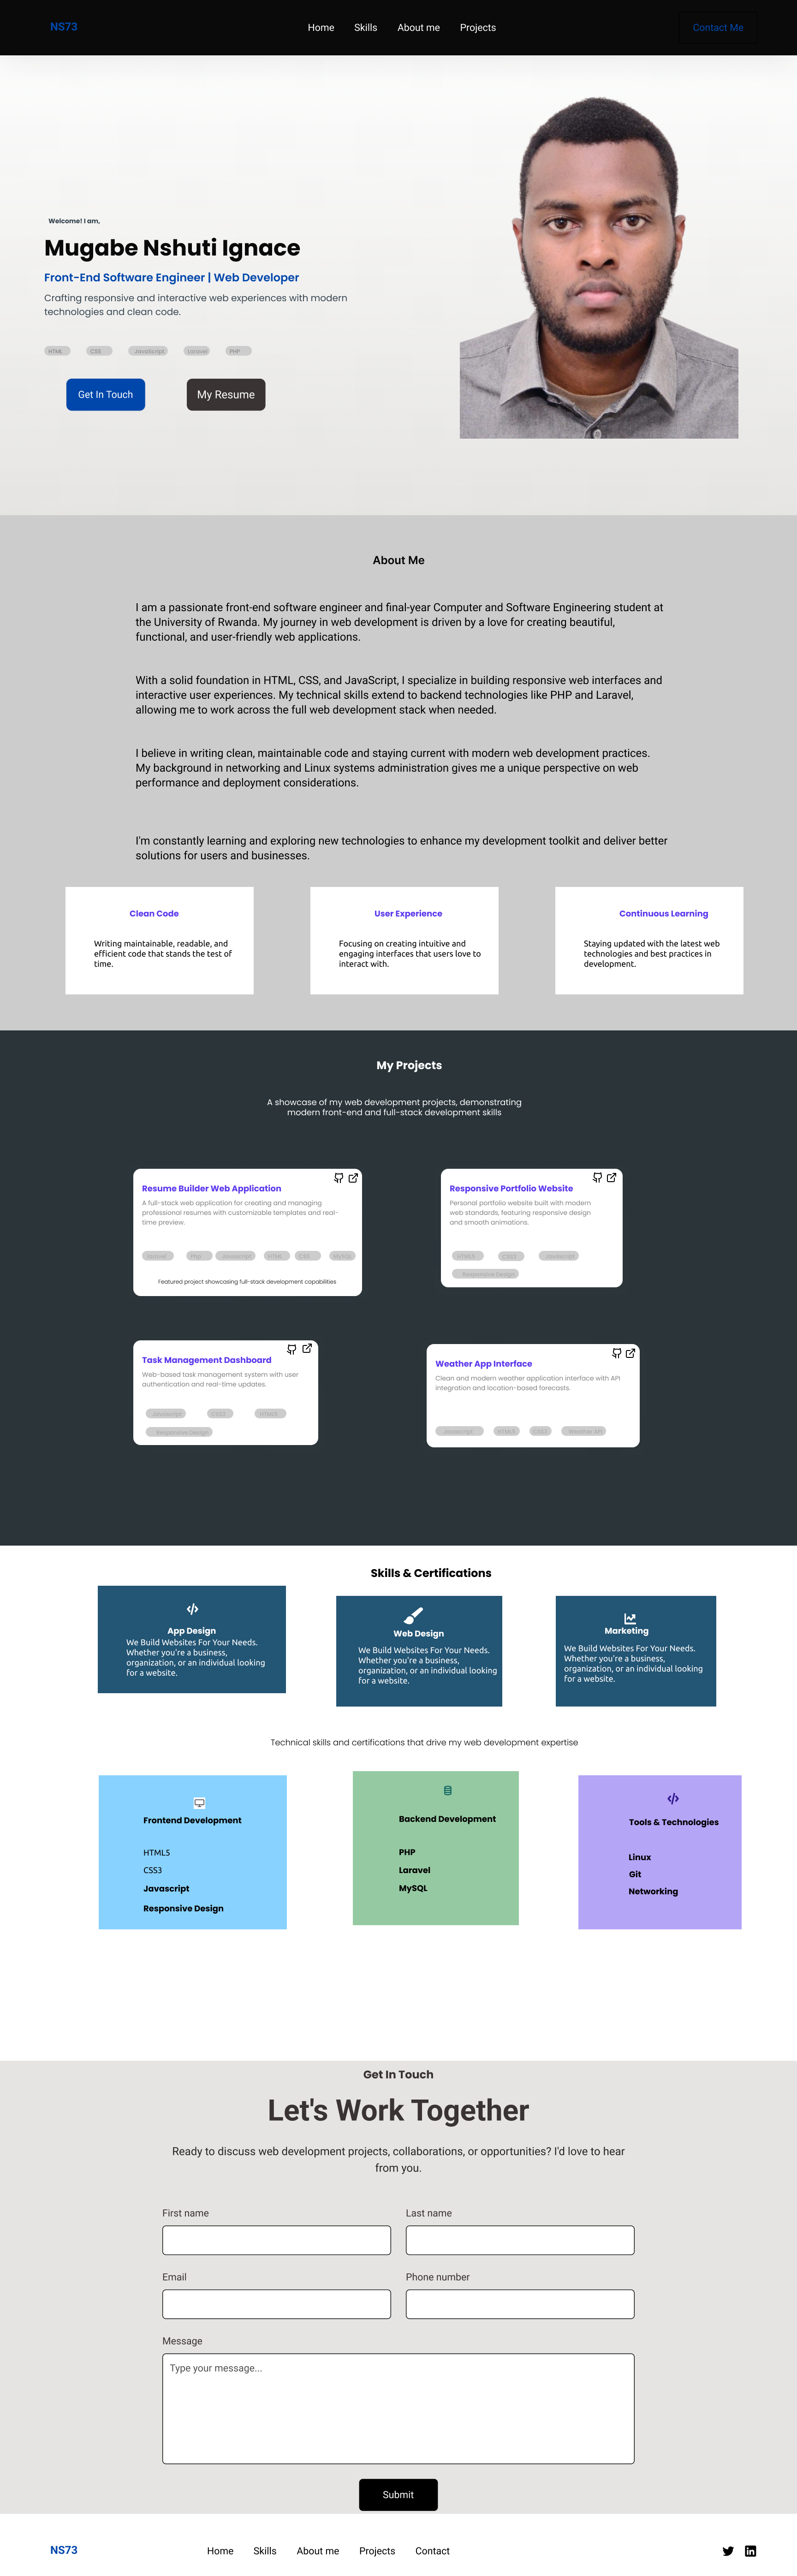 NS73
Home Skills About me Projects
Contact Me
Welcome! I am,
Mugabe Nshuti Ignace
Front-End Software Engineer | Web Developer
Crafting responsive and interactive web experiences with modern
technologies and clean code.
HTML CSS JavaScript Laravel PHP
Get In Touch My Resume
About Me
I am a passionate front-end software engineer and final-year Computer and Software Engineering student at
the University of Rwanda. My journey in web development is driven by a love for creating beautiful,
functional, and user-friendly web applications.
With a solid foundation in HTML, CSS, and JavaScript, I specialize in building responsive web interfaces and
interactive user experiences. My technical skills extend to backend technologies like PHP and Laravel,
allowing me to work across the full web development stack when needed.
I believe in writing clean, maintainable code and staying current with modern web development practices.
My background in networking and Linux systems administration gives me a unique perspective on web
performance and deployment considerations.
I'm constantly learning and exploring new technologies to enhance my development toolkit and deliver better
solutions for users and businesses.
Clean Code
Writing maintainable, readable, and
efficient code that stands the test of
time.
User Experience
Focusing on creating intuitive and
engaging interfaces that users love to
interact with.
Continuous Learning
Staying updated with the latest web
technologies and best practices in
development.
My Projects
A showcase of my web development projects, demonstrating
modern front-end and full-stack development skills
Resume Builder Web Application
A full-stack web application for creating and managing
professional resumes with customizable templates and real-
time preview.
Laravel Php Javascript HTML CSS MySQL
Featured project showcasing full-stack development capabilities
Responsive Portfolio Website
Personal portfolio website built with modern
web standards, featuring responsive design
and smooth animations.
HTML5 CSS3 Javascript
Responsive Design
Task Management Dashboard
Web-based task management system with user
authentication and real-time updates.
Javascript CSS3 HTML5
Responsive Design
Weather App Interface
Clean and modern weather application interface with API
integration and location-based forecasts.
Javascript HTML5 CSS3 Weather API
Skills & Certifications
App Design
We Build Websites For Your Needs.
Whether you're a business,
organization, or an individual looking
for a website.
Web Design
We Build Websites For Your Needs.
Whether you're a business,
organization, or an individual looking
for a website.
Marketing
We Build Websites For Your Needs.
Whether you're a business,
organization, or an individual looking
for a website.
Technical skills and certifications that drive my web development expertise
Frontend Development
HTML5
CSS3
Javascript
Responsive Design
Backend Development
PHP
Laravel
MySQL
Tools & Technologies
Linux
Git
Networking
Get In Touch
Let's Work Together
Ready to discuss web development projects, collaborations, or opportunities? I'd love to hear
from you.
First name Last name
Email Phone number
Message
Type your message...
Submit
NS73
Home Skills About me Projects Contact